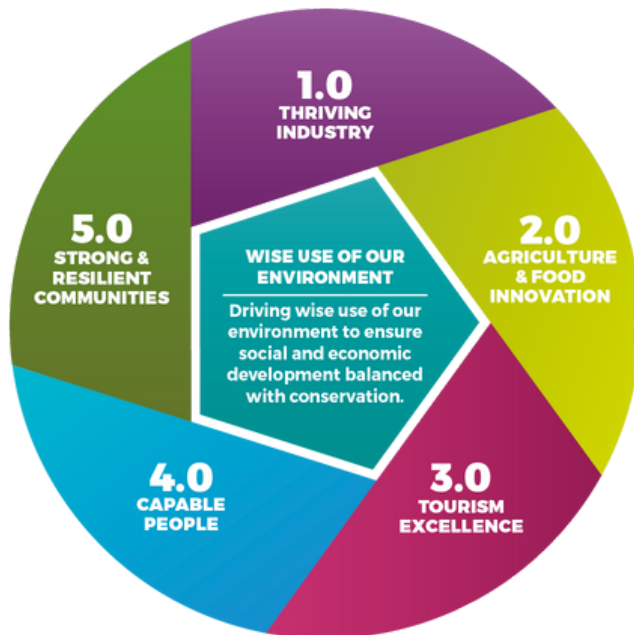 1.0
THRIVING
INDUSTRY
2.0
AGRICULTURE
& FOOD
INNOVATION
3.0
TOURISM
EXCELLENCE
4.0
CAPABLE
PEOPLE
5.0
STRONG &
RESILIENT
COMMUNITIES
WISE USE OF OUR
ENVIRONMENT
Driving wise use of our
environment to ensure
social and economic
development balanced
with conservation.